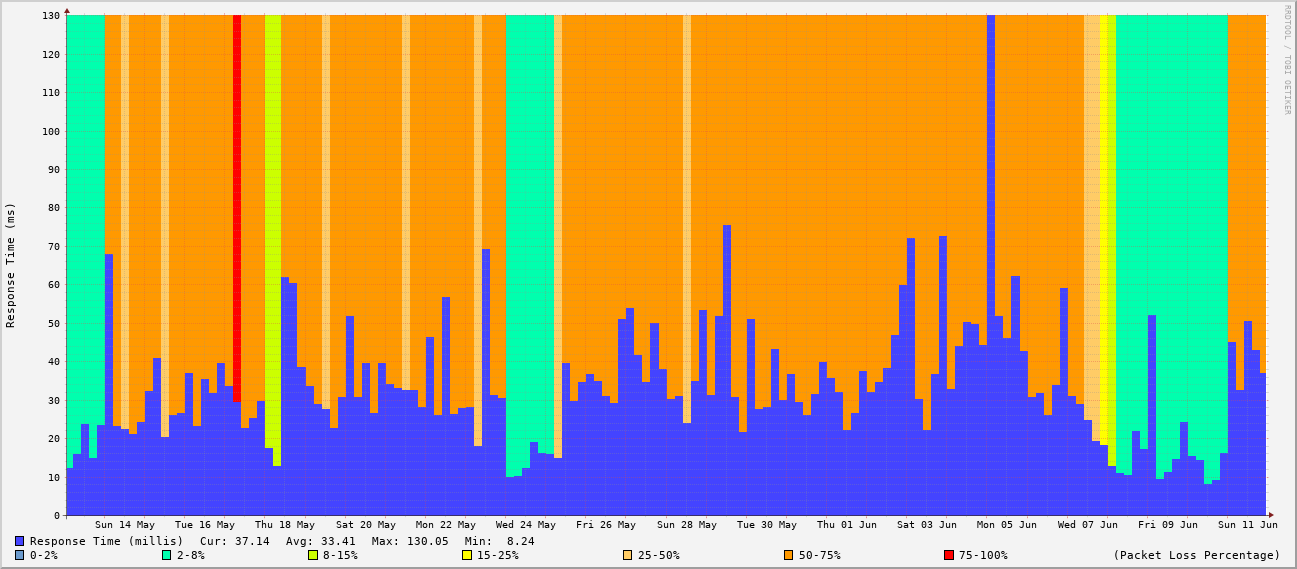 RRDTOOL / TOBI OETIKER
Response Time (ms)
130
120
110
100
90
80
70
60
50
40
30
20
10
0
Sun 14 May Tue 16 May Thu 18 May Sat 20 May Mon 22 May Wed 24 May Fri 26 May Sun 28 May Tue 30 May Thu 01 Jun Sat 03 Jun Mon 05 Jun Wed 07 Jun Fri 09 Jun Sun 11 Jun
Response Time (millis) Cur: 37.14 Avg: 33.41 Max: 130.05 Min: 8.24
0-2% 2-8% 8-15% 15-25% 25-50% 50-75% 75-100% (Packet Loss Percentage)